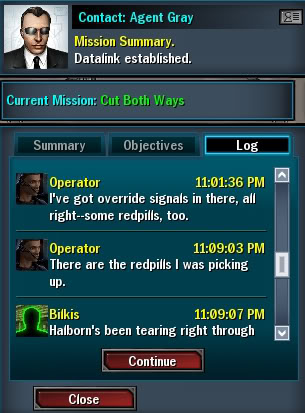 Contact: Agent Gray
Mission Summary.
Datalink established.
Current Mission: Cut Both Ways
Summary
Objectives
Log
Operator 11:01:36 PM
I've got override signals in there, all
right--some redpills, too.
Operator 11:09:03 PM
There are the redpills I was picking
up.
Bilkis 11:09:07 PM
Halborn's been tearing right through
Continue
Close